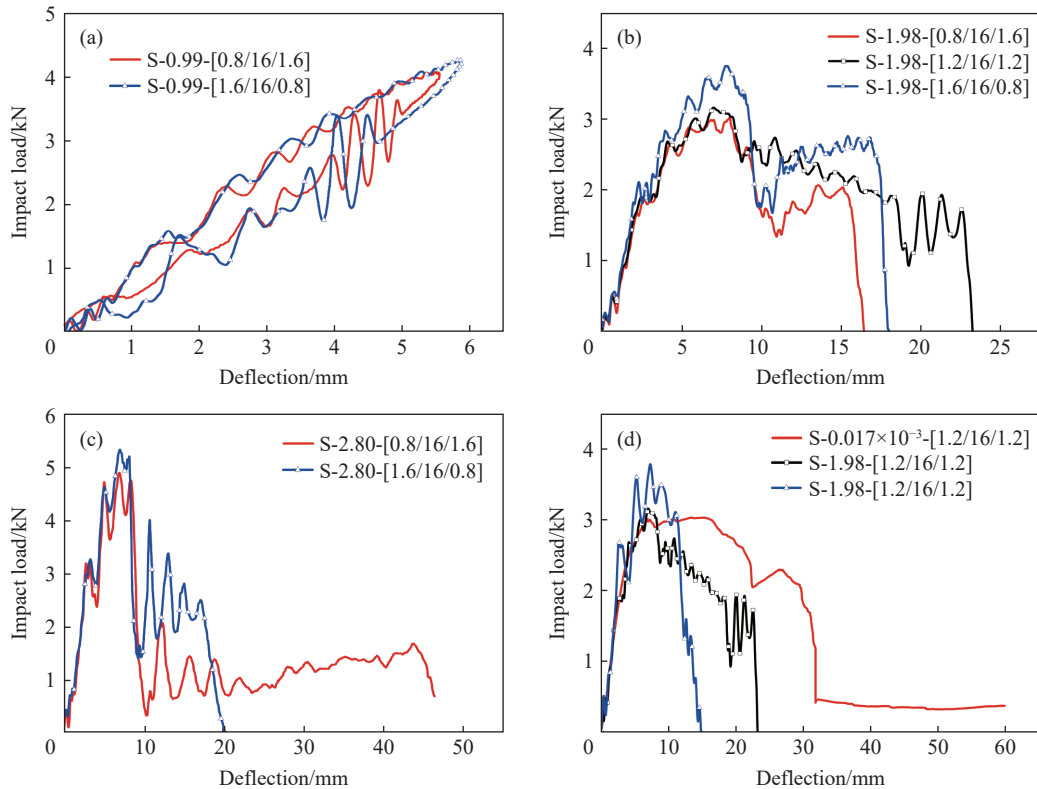 (a)
S-0.99-[0.8/16/1.6]
S-0.99-[1.6/16/0.8]
5
4
3
2
1
Impact load/kN
1 2 3 4 5 6
Deflection/mm
(b)
S-1.98-[0.8/16/1.6]
S-1.98-[1.2/16/1.2]
S-1.98-[1.6/16/0.8]
4
3
2
1
Impact load/kN
0 5 10 15 20 25
Deflection/mm
(c)
S-2.80-[0.8/16/1.6]
S-2.80-[1.6/16/0.8]
6
5
4
3
2
1
Impact load/kN
0 10 20 30 40 50
Deflection/mm
(d)
S-0.017×10⁻³-[1.2/16/1.2]
S-1.98-[1.2/16/1.2]
S-1.98-[1.2/16/1.2]
4
3
2
1
Impact load/kN
0 10 20 30 40 50 60
Deflection/mm